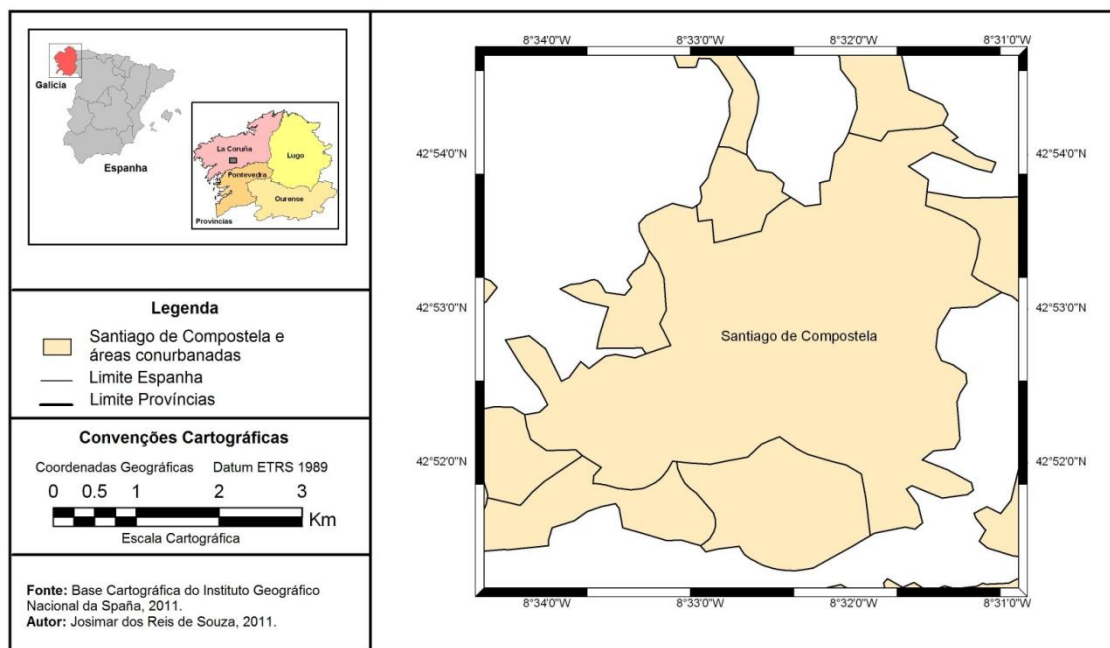 Galícia
Espanha
La Coruña
Lugo
Pontevedra
Ourense
Províncias
Legenda
Santiago de Compostela e
áreas conurbanadas
Limite Espanha
Limite Províncias
Convenções Cartográficas
Coordenadas Geográficas Datum ETRS 1989
0 0.5 1 2 3
Km
Escala Cartográfica
Fonte: Base Cartográfica do Instituto Geográfico
Nacional da Spaña, 2011.
Autor: Josimar dos Reis de Souza, 2011.
8°34'0"W 8°33'0"W 8°32'0"W 8°31'0"W
42°54'0"N 42°54'0"N
42°53'0"N 42°53'0"N
Santiago de Compostela
42°52'0"N 42°52'0"N
8°34'0"W 8°33'0"W 8°32'0"W 8°31'0"W